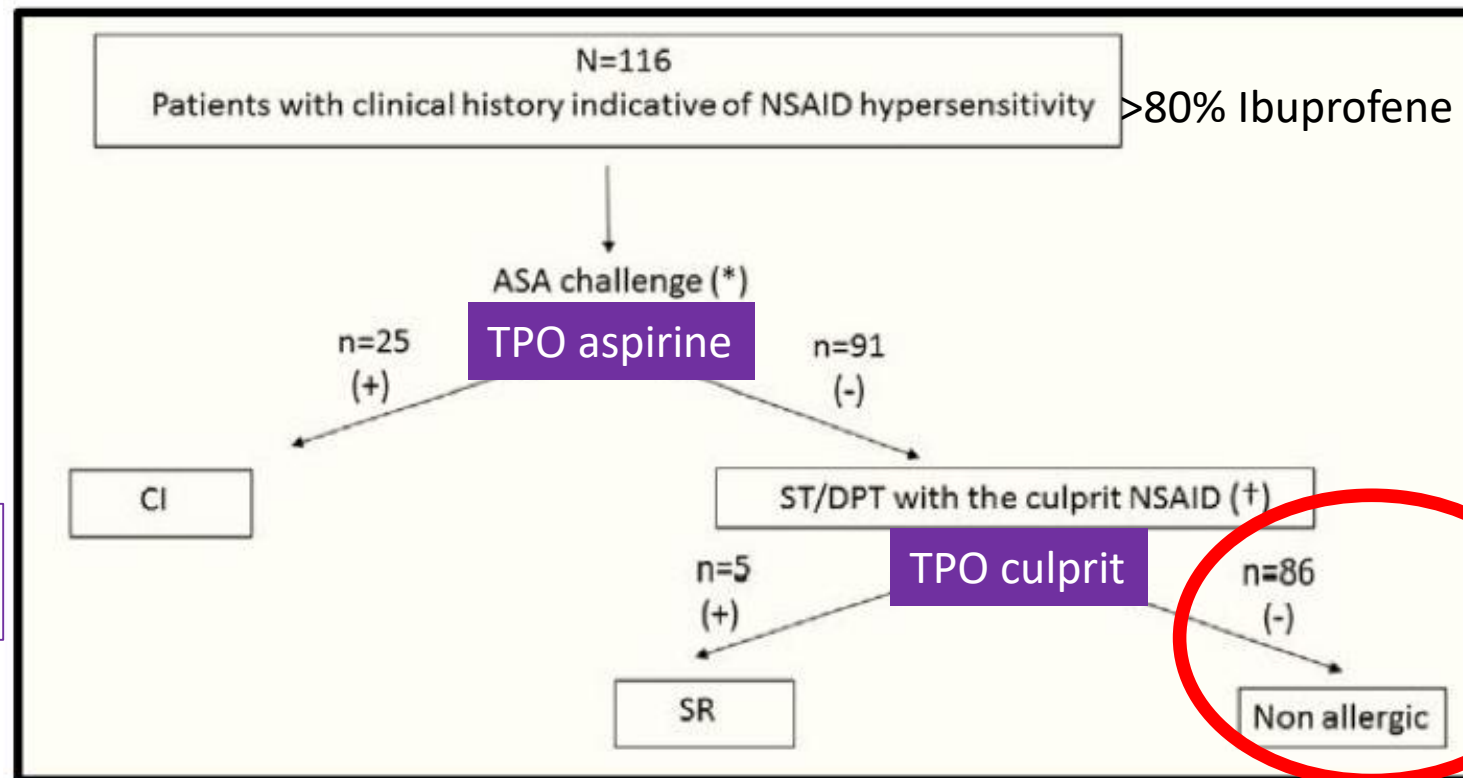 N=116
Patients with clinical history indicative of NSAID hypersensitivity
>80% Ibuprofene
ASA challenge (*)
TPO aspirine
n=25
(+)
n=91
(-)
CI
ST/DPT with the culprit NSAID (†)
TPO culprit
n=5
(+)
n=86
(-)
SR
Non allergic